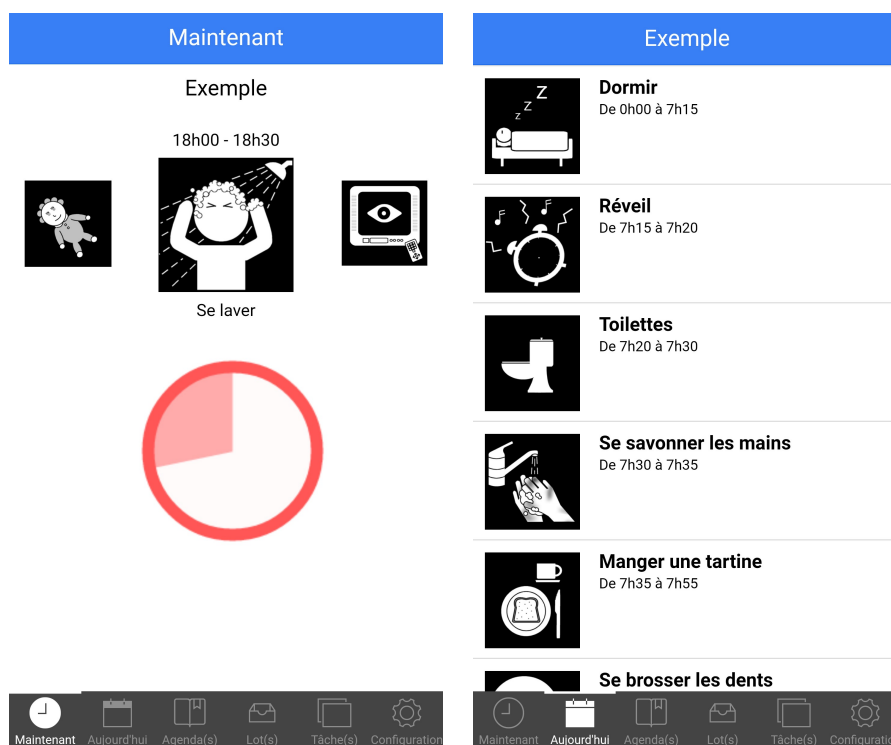 Maintenant
Exemple
18h00 - 18h30
Se laver
Maintenant Aujourd'hui Agenda(s) Lot(s) Tâche(s) Configuration
Exemple
Z
Z
Z
Dormir
De 0h00 à 7h15
Réveil
De 7h15 à 7h20
Toilettes
De 7h20 à 7h30
Se savonner les mains
De 7h30 à 7h35
Manger une tartine
De 7h35 à 7h55
Se brosser les dents
Maintenant Aujourd'hui Agenda(s) Lot(s) Tâche(s) Configuratio